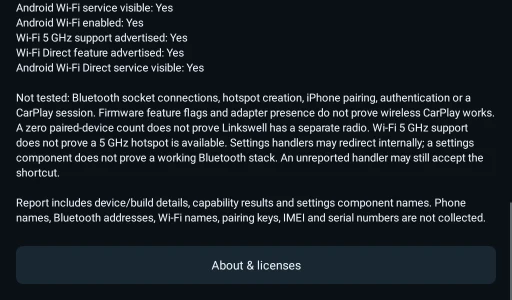 Android Wi-Fi service visible: Yes
Android Wi-Fi enabled: Yes
Wi-Fi 5 GHz support advertised: Yes
Wi-Fi Direct feature advertised: Yes
Android Wi-Fi Direct service visible: Yes
Not tested: Bluetooth socket connections, hotspot creation, iPhone pairing, authentication or a
CarPlay session. Firmware feature flags and adapter presence do not prove wireless CarPlay works.
A zero paired-device count does not prove Linkswell has a separate radio. Wi-Fi 5 GHz support
does not prove a 5 GHz hotspot is available. Settings handlers may redirect internally; a settings
component does not prove a working Bluetooth stack. An unreported handler may still accept the
shortcut.
Report includes device/build details, capability results and settings component names. Phone
names, Bluetooth addresses, Wi-Fi names, pairing keys, IMEI and serial numbers are not collected.
About & licenses